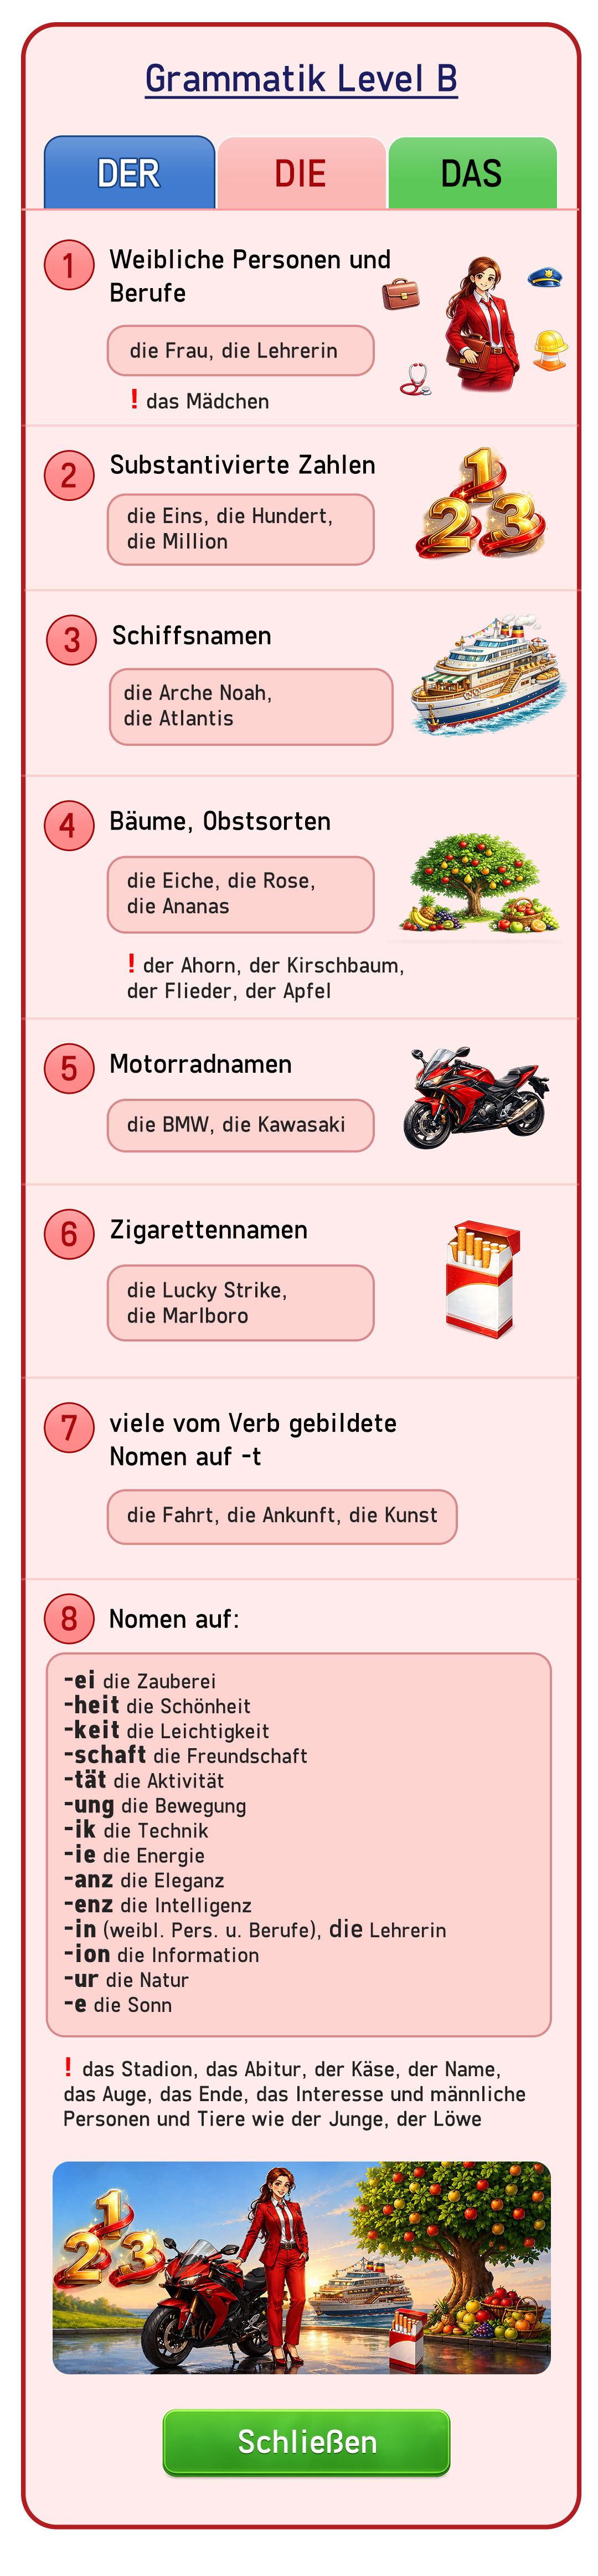 Grammatik Level B
DER
DIE
DAS
1
Weibliche Personen und
Berufe
die Frau, die Lehrerin
! das Mädchen
2
Substantivierte Zahlen
die Eins, die Hundert,
die Million
1
2 3
3
Schiffsnamen
die Arche Noah,
die Atlantis
4
Bäume, Obstsorten
die Eiche, die Rose,
die Ananas
! der Ahorn, der Kirschbaum,
der Flieder, der Apfel
5
Motorradnamen
die BMW, die Kawasaki
6
Zigarettennamen
die Lucky Strike,
die Marlboro
7
viele vom Verb gebildete
Nomen auf -t
die Fahrt, die Ankunft, die Kunst
8
Nomen auf:
-ei die Zauberei
-heit die Schönheit
-keit die Leichtigkeit
-schaft die Freundschaft
-tät die Aktivität
-ung die Bewegung
-ik die Technik
-ie die Energie
-anz die Eleganz
-enz die Intelligenz
-in (weibl. Pers. u. Berufe), die Lehrerin
-ion die Information
-ur die Natur
-e die Sonn
! das Stadion, das Abitur, der Käse, der Name,
das Auge, das Ende, das Interesse und männliche
Personen und Tiere wie der Junge, der Löwe
1
2 3
Schließen